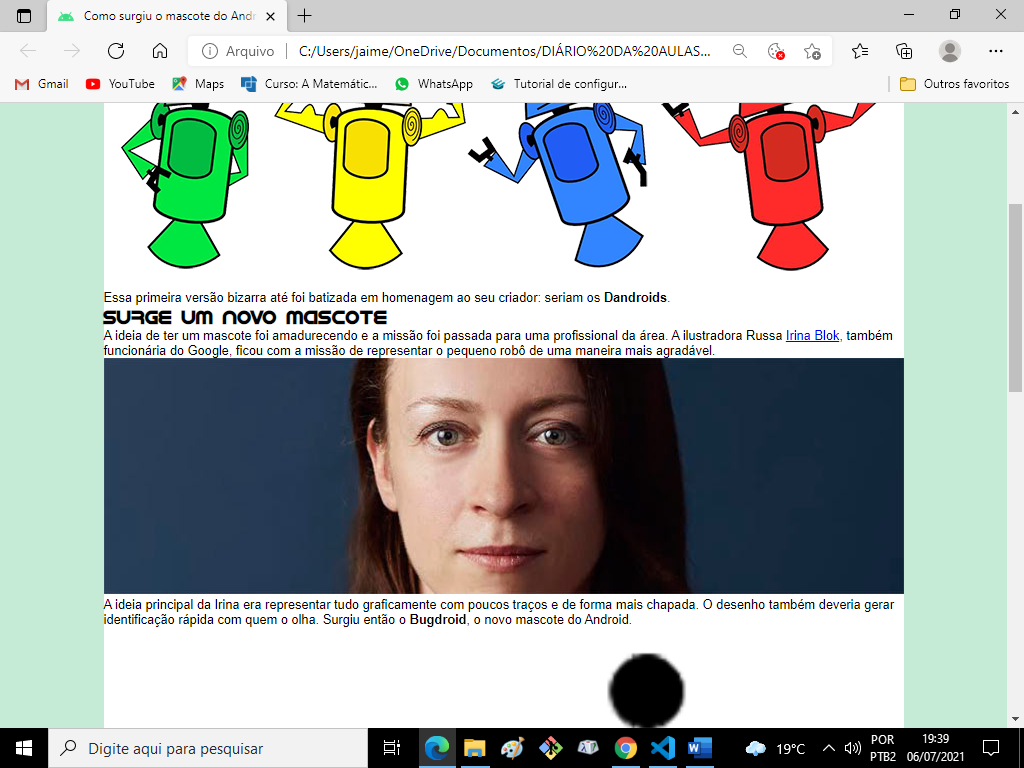 Como surgiu o mascote do Andr
Arquivo
C:/Users/jaime/OneDrive/Documentos/DIÁRIO%20DA%20AULAS...
Gmail
YouTube
Maps
Curso: A Matemátic...
WhatsApp
Tutorial de configur...
Outros favoritos
Essa primeira versão bizarra até foi batizada em homenagem ao seu criador: seriam os Dandroids.
SURGE UM NOVO MASCOTE
A ideia de ter um mascote foi amadurecendo e a missão foi passada para uma profissional da área. A ilustradora Russa Irina Blok, também
funcionária do Google, ficou com a missão de representar o pequeno robô de uma maneira mais agradável.
A ideia principal da Irina era representar tudo graficamente com poucos traços e de forma mais chapada. O desenho também deveria gerar
identificação rápida com quem o olha. Surgiu então o Bugdroid, o novo mascote do Android.
Digite aqui para pesquisar
19°C
POR
PTB2
19:39
06/07/2021